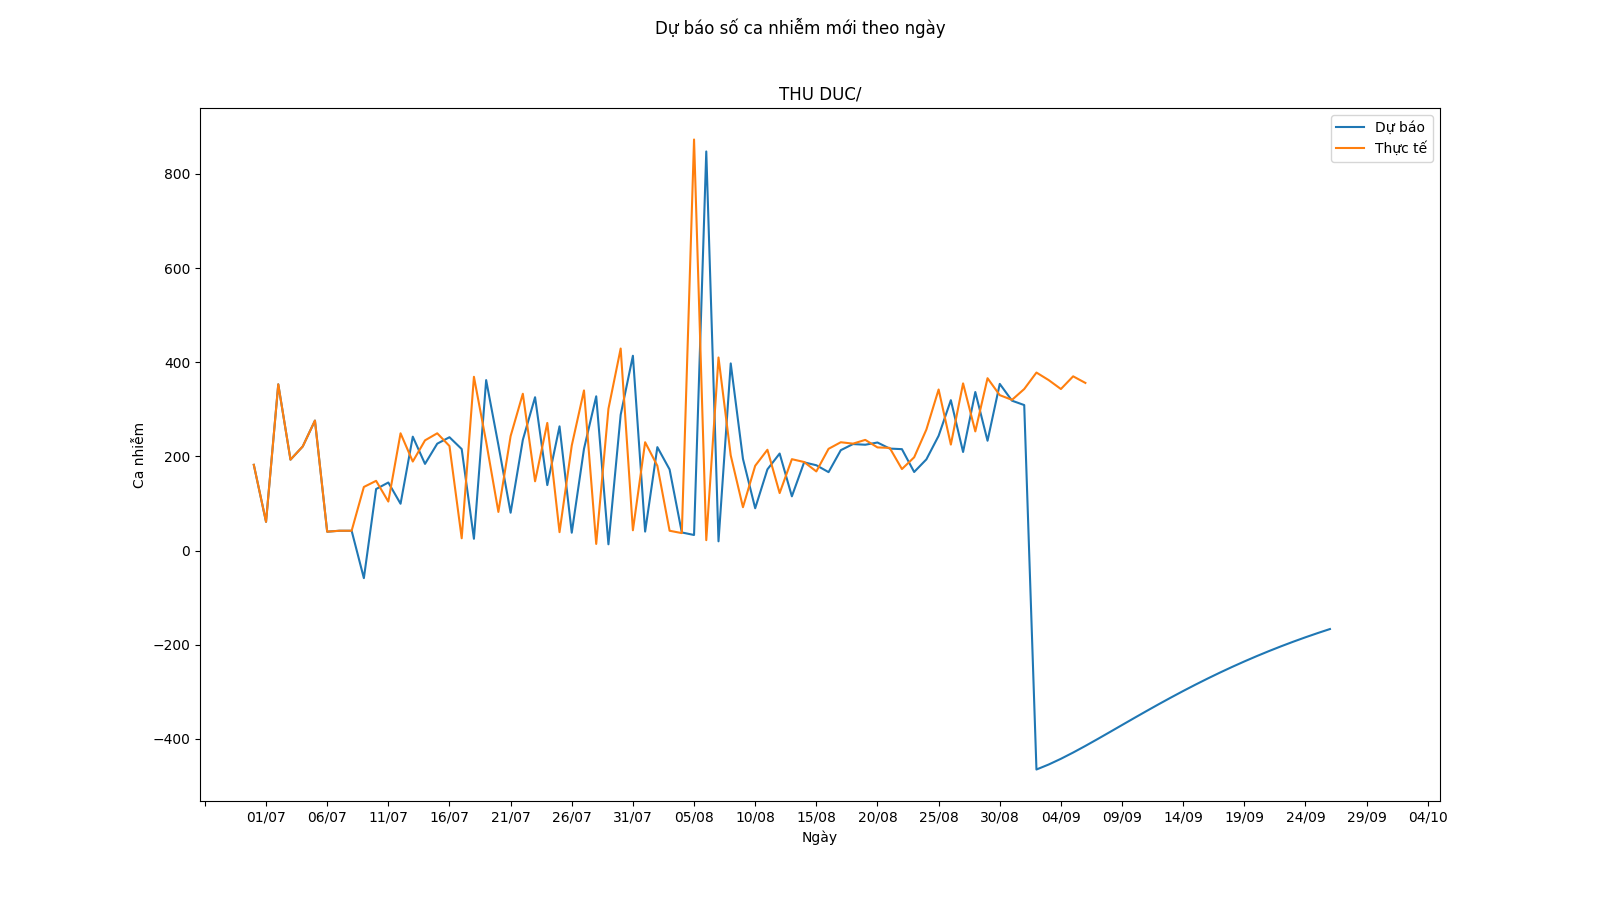 Dự báo số ca nhiễm mới theo ngày
THU DUC/
Dự báo
Thực tế
800
600
400
200
0
−200
−400
Ca nhiễm
01/07 06/07 11/07 16/07 21/07 26/07 31/07 05/08 10/08 15/08 20/08 25/08 30/08 04/09 09/09 14/09 19/09 24/09 29/09 04/10
Ngày